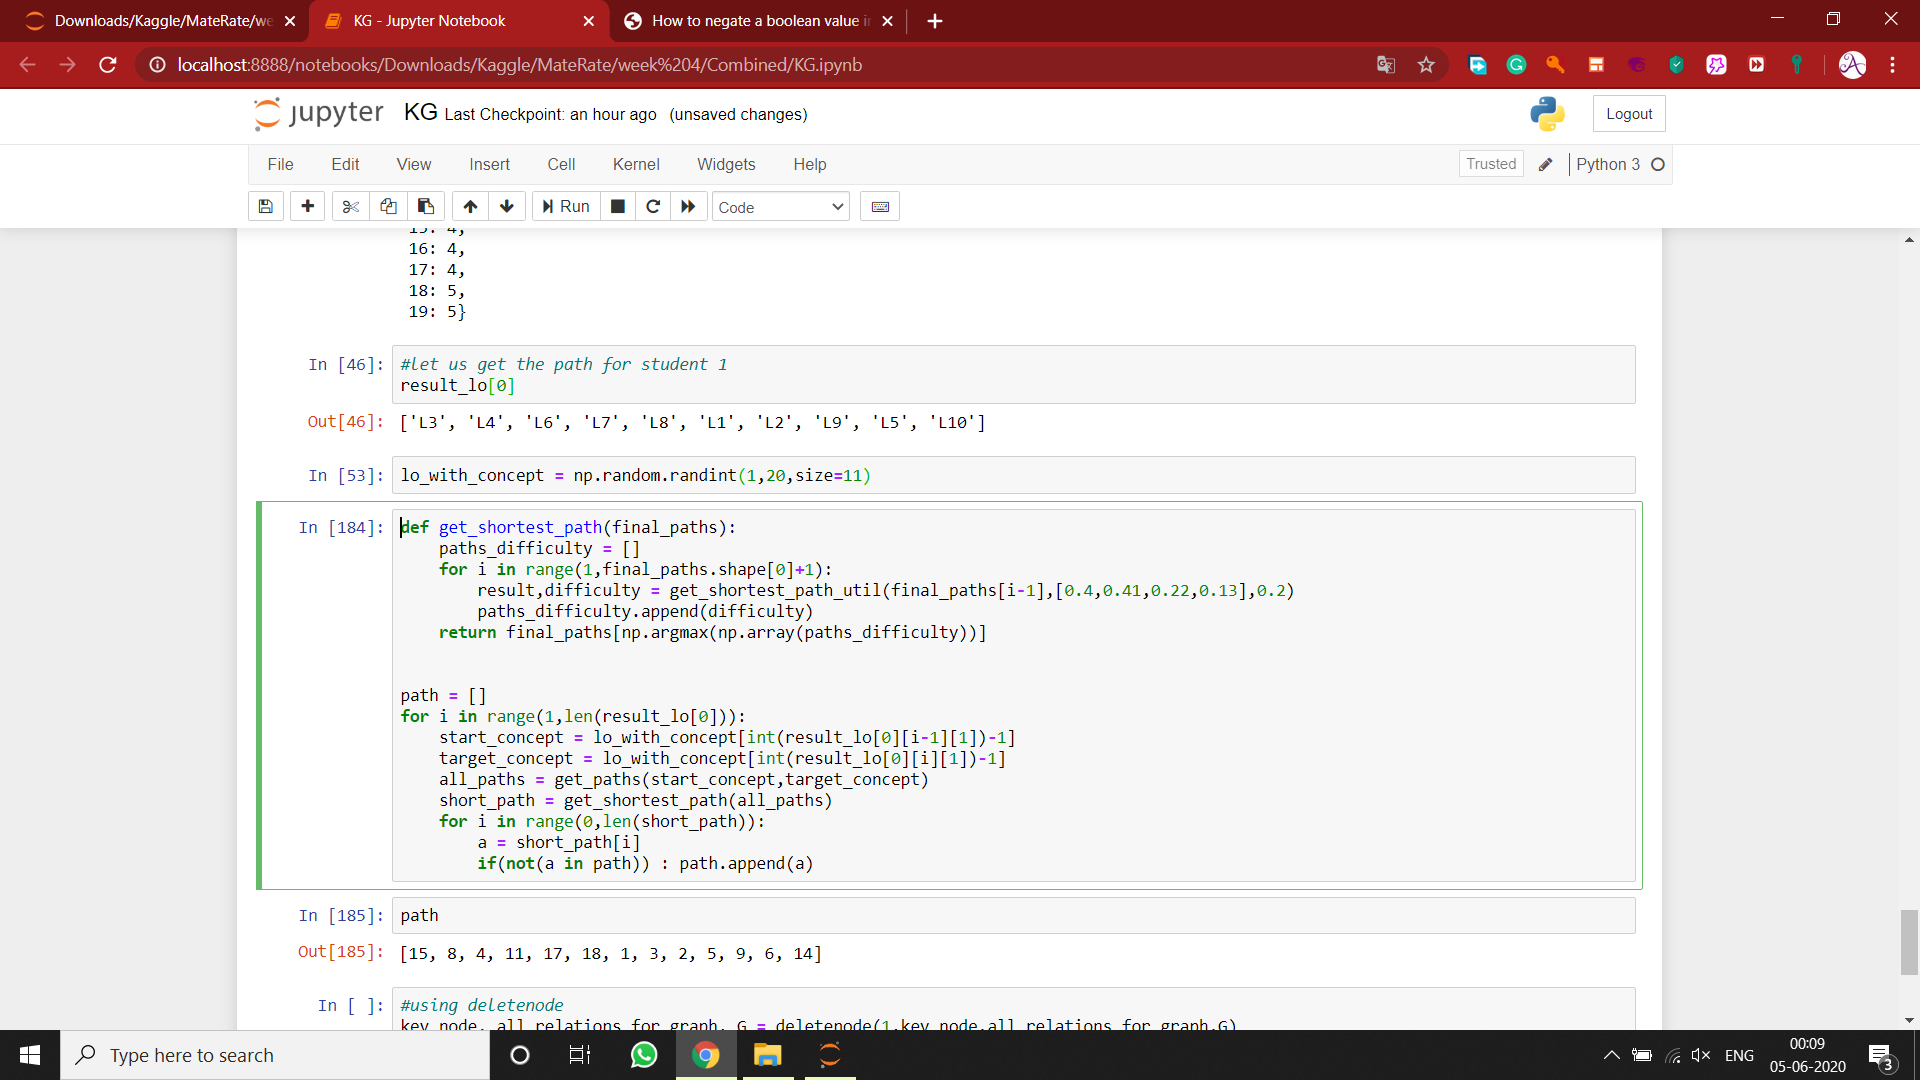 Downloads/Kaggle/MateRate/we
KG - Jupyter Notebook
How to negate a boolean value i
localhost:8888/notebooks/Downloads/Kaggle/MateRate/week%204/Combined/KG.ipynb
jupyter KG Last Checkpoint: an hour ago (unsaved changes)
Logout
File Edit View Insert Cell Kernel Widgets Help
Trusted Python 3
Run Code
15: 4,
16: 4,
17: 4,
18: 5,
19: 5}
In [46]: #let us get the path for student 1
result_lo[0]
Out[46]: ['L3', 'L4', 'L6', 'L7', 'L8', 'L1', 'L2', 'L9', 'L5', 'L10']
In [53]: lo_with_concept = np.random.randint(1,20,size=11)
In [184]: def get_shortest_path(final_paths):
    paths_difficulty = []
    for i in range(1,final_paths.shape[0]+1):
        result,difficulty = get_shortest_path_util(final_paths[i-1],[0.4,0.41,0.22,0.13],0.2)
        paths_difficulty.append(difficulty)
    return final_paths[np.argmax(np.array(paths_difficulty))]
path = []
for i in range(1,len(result_lo[0])):
    start_concept = lo_with_concept[int(result_lo[0][i-1][1])-1]
    target_concept = lo_with_concept[int(result_lo[0][i][1])-1]
    all_paths = get_paths(start_concept,target_concept)
    short_path = get_shortest_path(all_paths)
    for i in range(0,len(short_path)):
        a = short_path[i]
        if(not(a in path)) : path.append(a)
In [185]: path
Out[185]: [15, 8, 4, 11, 17, 18, 1, 3, 2, 5, 9, 6, 14]
In [ ]: #using deletenode
key_node, all_relations_for_graph, G = deletenode(1,key_node,all_relations_for_graph,G)
Type here to search
ENG
00:09
05-06-2020
3